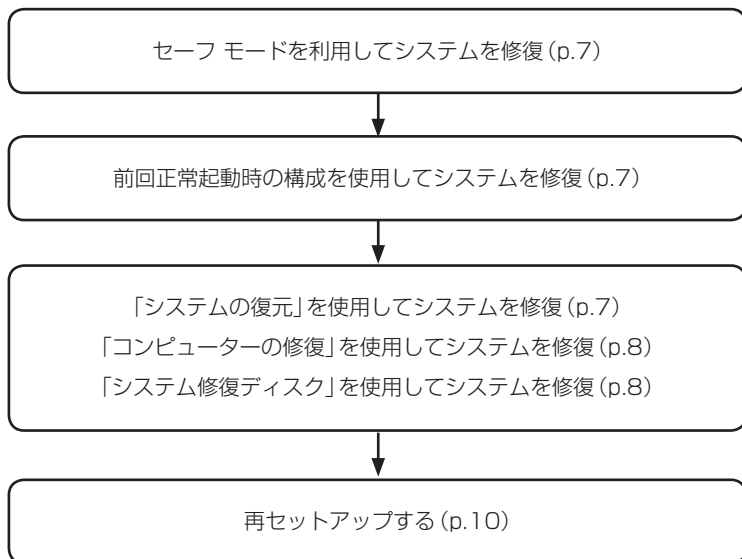 セーフ モードを利用してシステムを修復(p.7)
前回正常起動時の構成を使用してシステムを修復(p.7)
「システムの復元」を使用してシステムを修復(p.7)
「コンピューターの修復」を使用してシステムを修復(p.8)
「システム修復ディスク」を使用してシステムを修復(p.8)
再セットアップする(p.10)